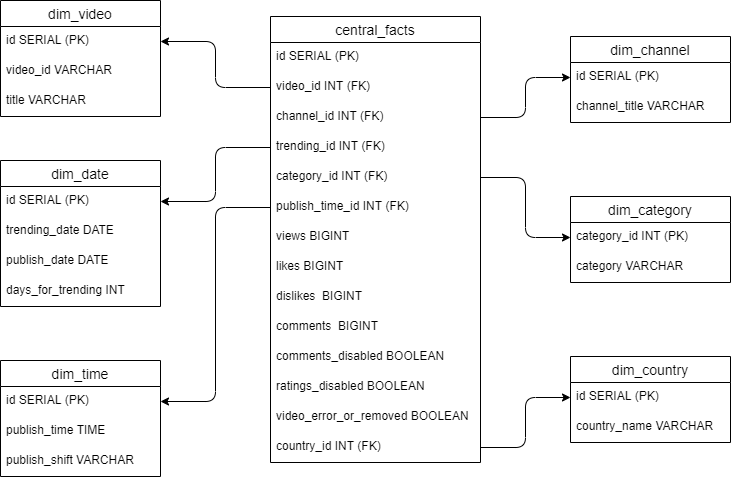 dim_video
id SERIAL (PK)
video_id VARCHAR
title VARCHAR
dim_date
id SERIAL (PK)
trending_date DATE
publish_date DATE
days_for_trending INT
dim_time
id SERIAL (PK)
publish_time TIME
publish_shift VARCHAR
central_facts
id SERIAL (PK)
video_id INT (FK)
channel_id INT (FK)
trending_id INT (FK)
category_id INT (FK)
publish_time_id INT (FK)
views BIGINT
likes BIGINT
dislikes  BIGINT
comments  BIGINT
comments_disabled BOOLEAN
ratings_disabled BOOLEAN
video_error_or_removed BOOLEAN
country_id INT (FK)
dim_channel
id SERIAL (PK)
channel_title VARCHAR
dim_category
category_id INT (PK)
category VARCHAR
dim_country
id SERIAL (PK)
country_name VARCHAR